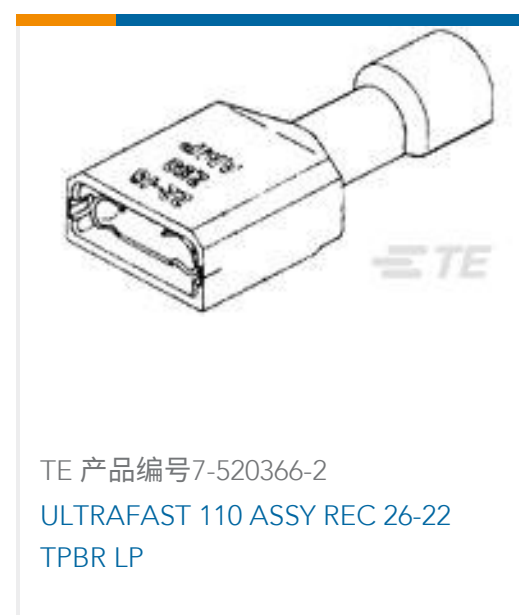 TE
TE 产品编号7-520366-2
ULTRAFAST 110 ASSY REC 26-22
TPBR LP